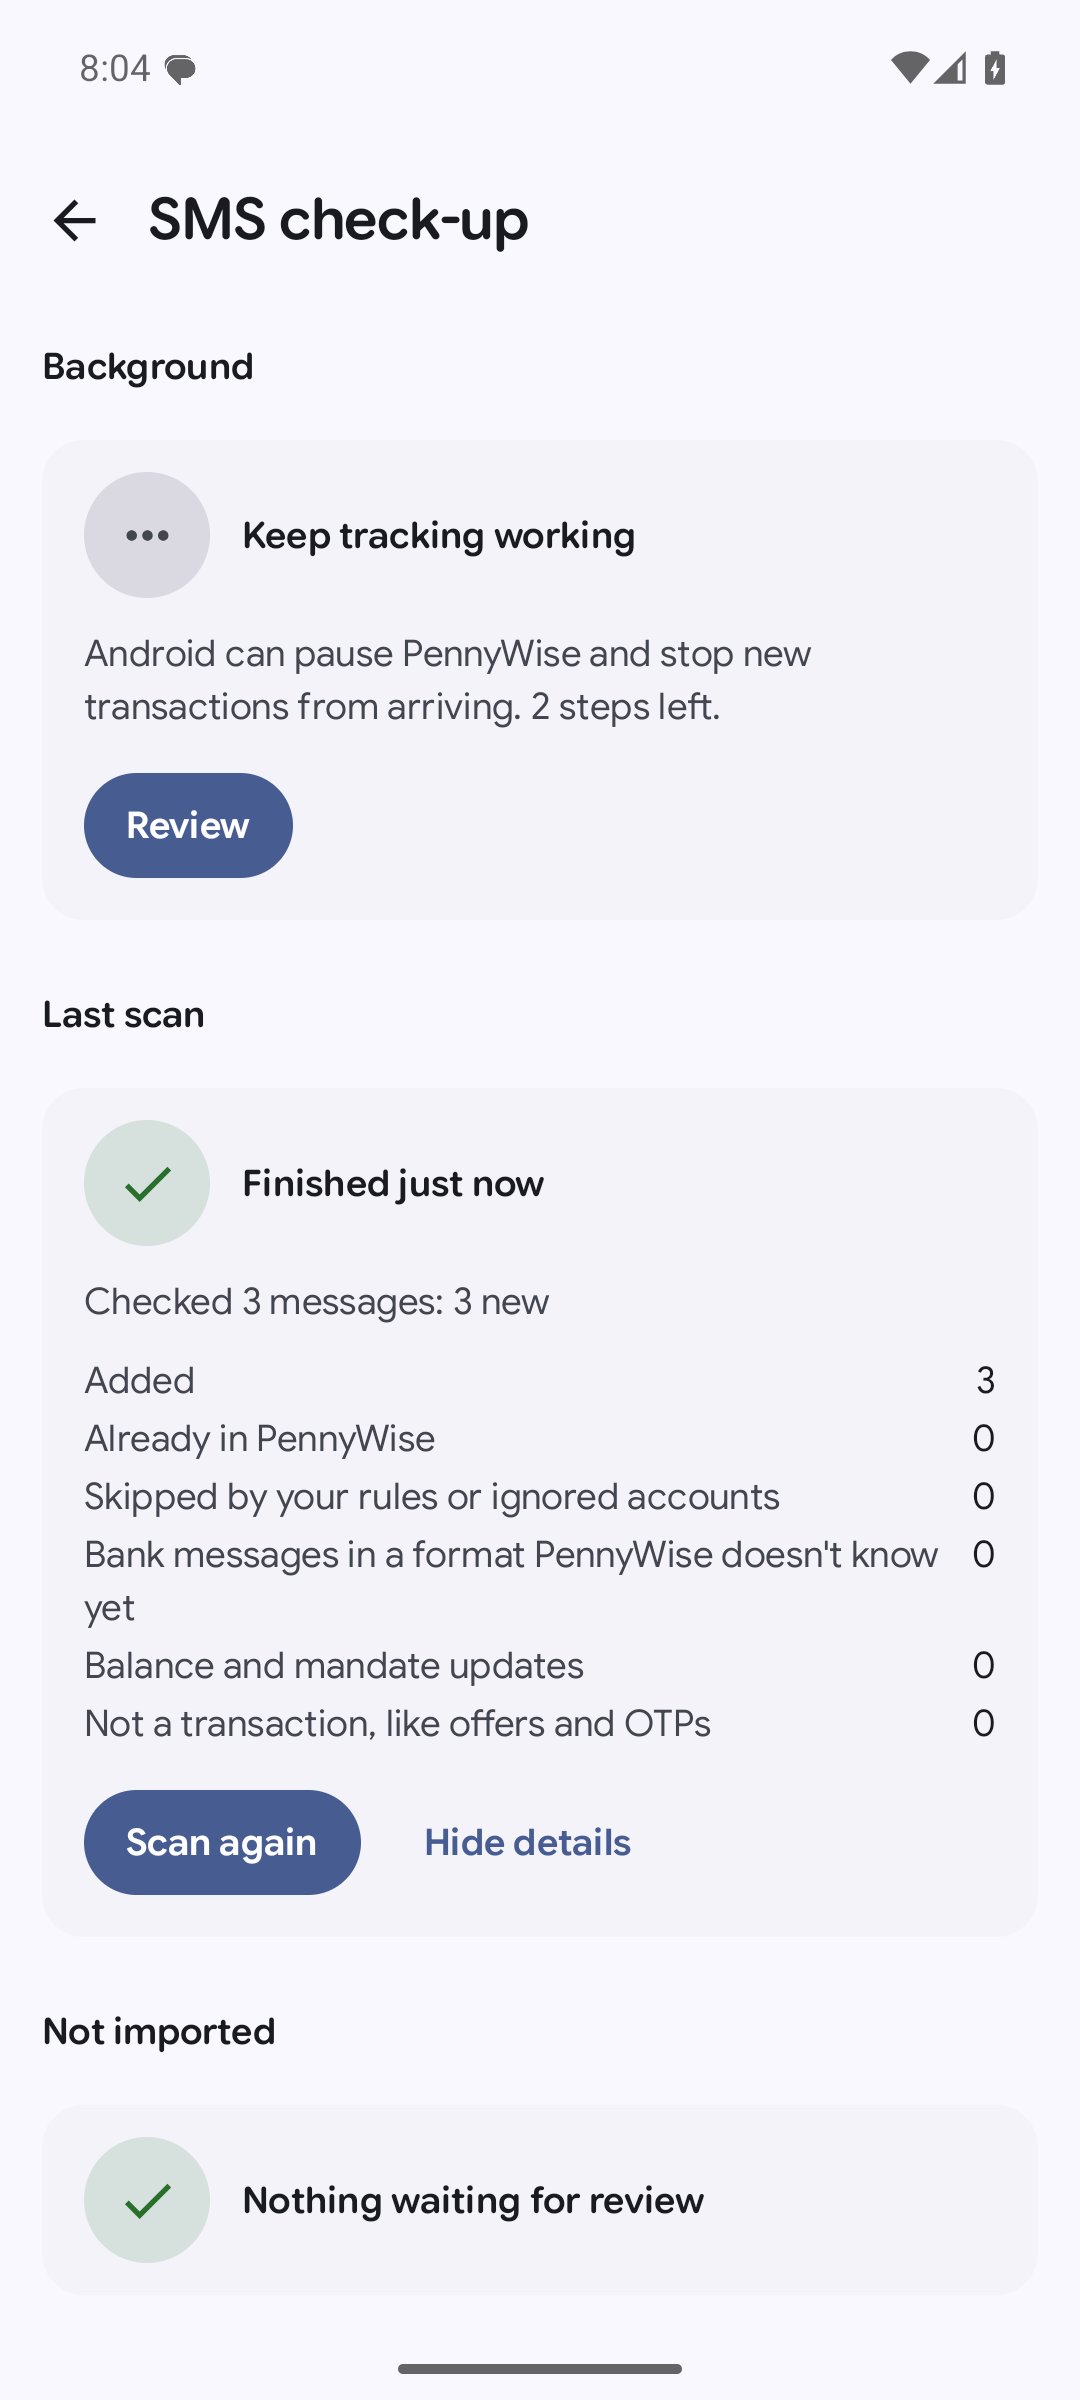 8:04
SMS check-up
Background
Keep tracking working
Android can pause PennyWise and stop new
transactions from arriving. 2 steps left.
Review
Last scan
Finished just now
Checked 3 messages: 3 new
Added 3
Already in PennyWise 0
Skipped by your rules or ignored accounts 0
Bank messages in a format PennyWise doesn't know 0
yet
Balance and mandate updates 0
Not a transaction, like offers and OTPs 0
Scan again Hide details
Not imported
Nothing waiting for review